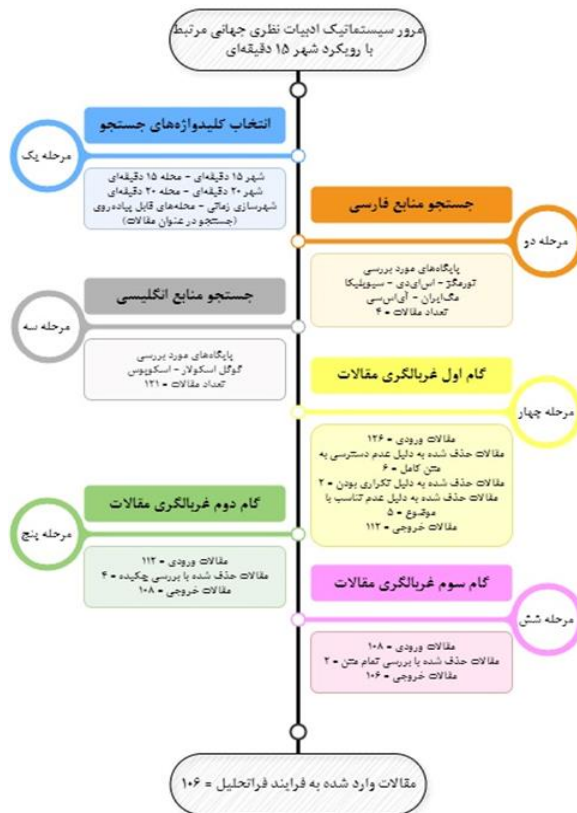 مرور سیستماتیک ادبیات نظری جهانی مرتبط
با رویکرد شهر ۱۵ دقیقه‌ای
مرحله یک
انتخاب کلیدواژه‌های جستجو
شهر ۱۵ دقیقه‌ای - محله ۱۵ دقیقه‌ای
شهر ۲۰ دقیقه‌ای - محله ۲۰ دقیقه‌ای
شهرسازی زمانی - محله‌های قابل پیاده‌روی
(جستجو در عنوان مقالات)
مرحله دو
جستجو منابع فارسی
پایگاه‌های مورد بررسی
نورمگز - اس‌ای‌دی - سیویلیکا
مگ‌ایران - آی‌اس‌سی
تعداد مقالات = ۴
مرحله سه
جستجو منابع انگلیسی
پایگاه‌های مورد بررسی
گوگل اسکولار - اسکوپوس
تعداد مقالات = ۱۲۱
مرحله چهار
گام اول غربالگری مقالات
مقالات ورودی = ۱۲۶
مقالات حذف شده به دلیل عدم دسترسی به
متن کامل = ۶
مقالات حذف شده به دلیل تکراری بودن = ۲
مقالات حذف شده به دلیل عدم تناسب با
موضوع = ۵
مقالات خروجی = ۱۱۲
مرحله پنج
گام دوم غربالگری مقالات
مقالات ورودی = ۱۱۲
مقالات حذف شده با بررسی چکیده = ۴
مقالات خروجی = ۱۰۸
مرحله شش
گام سوم غربالگری مقالات
مقالات ورودی = ۱۰۸
مقالات حذف شده با بررسی تمام متن = ۲
مقالات خروجی = ۱۰۶
مقالات وارد شده به فرایند فراتحلیل = ۱۰۶